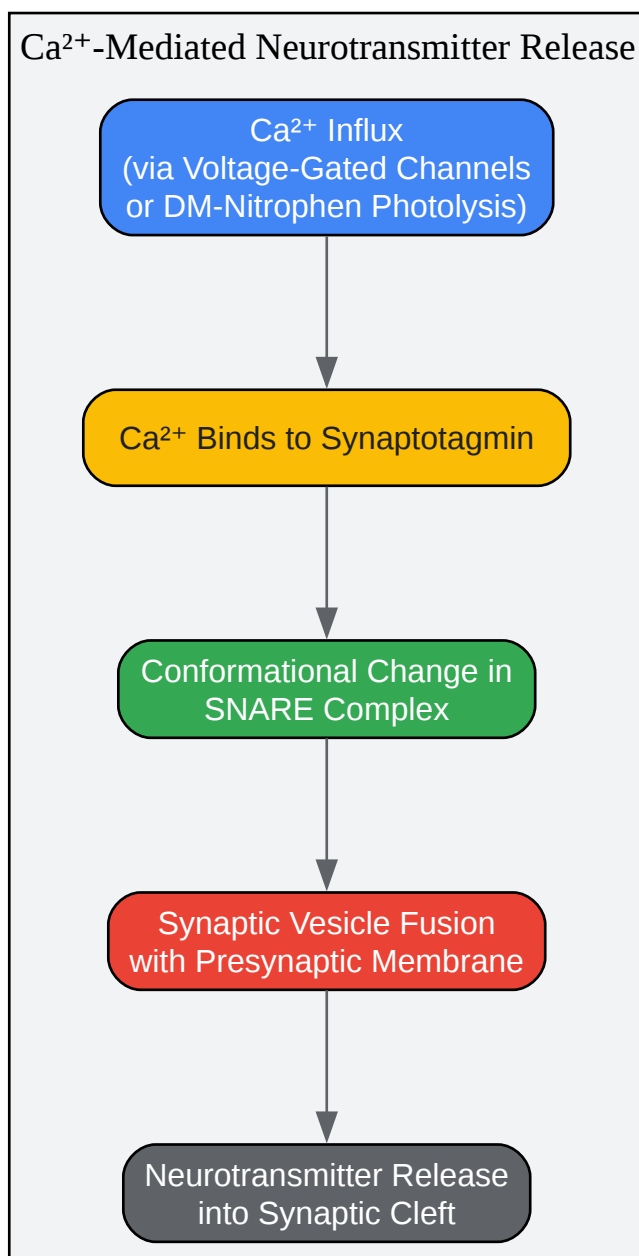 Ca²⁺-Mediated Neurotransmitter Release
Ca²⁺ Influx
(via Voltage-Gated Channels
or DM-Nitrophen Photolysis)
Ca²⁺ Binds to Synaptotagmin
Conformational Change in
SNARE Complex
Synaptic Vesicle Fusion
with Presynaptic Membrane
Neurotransmitter Release
into Synaptic Cleft